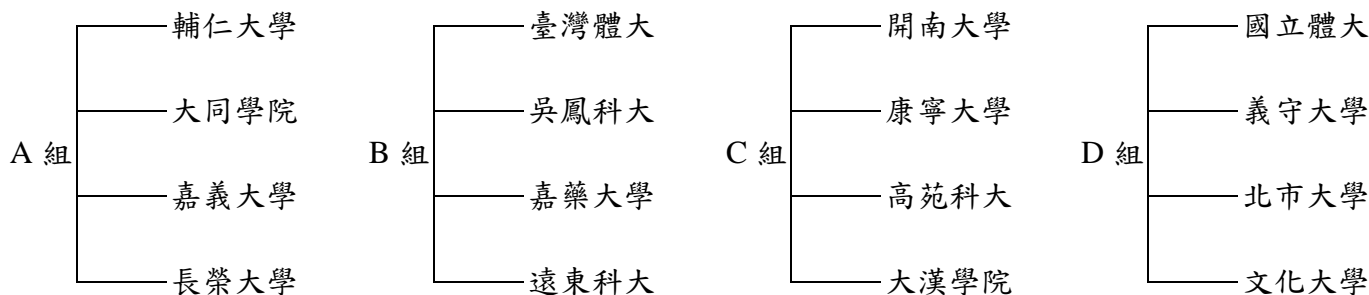 輔仁大學
大同學院
A 組
嘉義大學
長榮大學
臺灣體大
吳鳳科大
B 組
嘉藥大學
遠東科大
開南大學
康寧大學
C 組
高苑科大
大漢學院
國立體大
義守大學
D 組
北市大學
文化大學